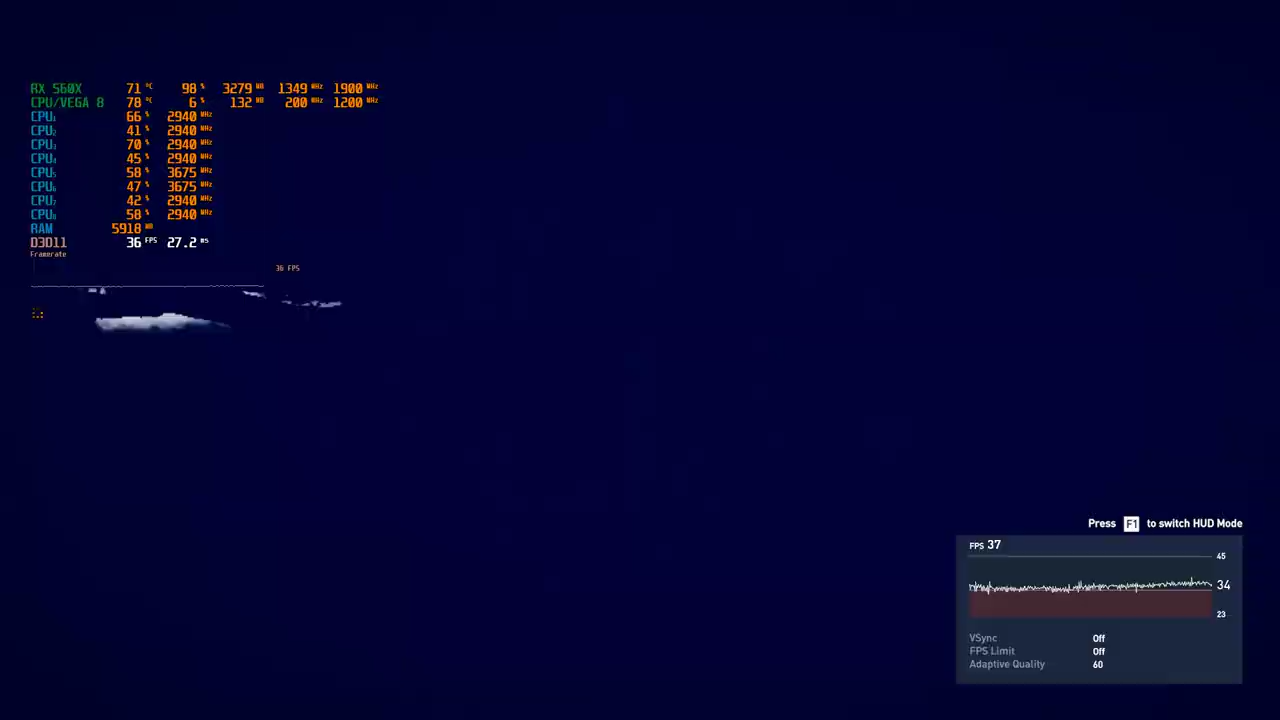 RX 560X 71 °C 98 % 3279 MB 1349 MHz 1900 MHz
CPU/VEGA 8 78 °C 6 % 132 MB 200 MHz 1200 MHz
CPU1 66 % 2940 MHz
CPU2 41 % 2940 MHz
CPU3 70 % 2940 MHz
CPU4 45 % 2940 MHz
CPU5 58 % 3675 MHz
CPU6 47 % 3675 MHz
CPU7 42 % 2940 MHz
CPU8 58 % 2940 MHz
RAM 5918 MB
D3D11 36 FPS 27.2 ms
Framerate
36 FPS
Press F1 to switch HUD Mode
FPS 37
45
34
23
VSync Off
FPS Limit Off
Adaptive Quality 60